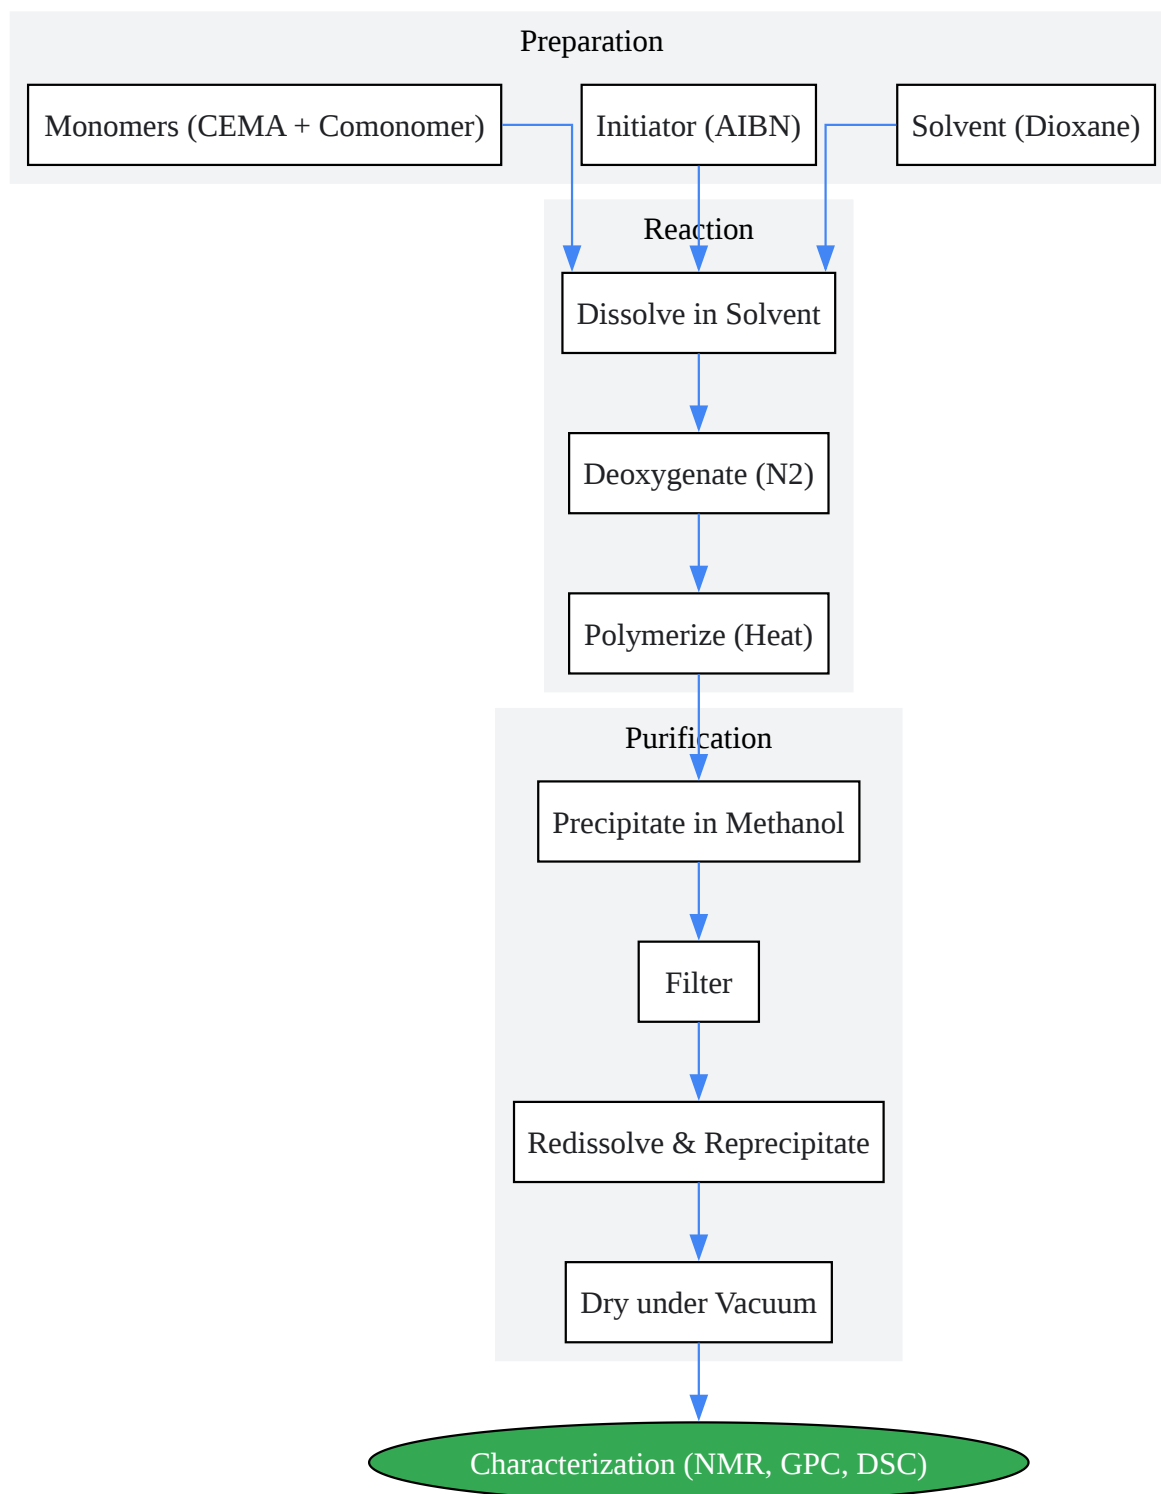 Preparation
Monomers (CEMA + Comonomer)
Initiator (AIBN)
Solvent (Dioxane)
Reaction
Dissolve in Solvent
Deoxygenate (N2)
Polymerize (Heat)
Purification
Precipitate in Methanol
Filter
Redissolve & Reprecipitate
Dry under Vacuum
Characterization (NMR, GPC, DSC)